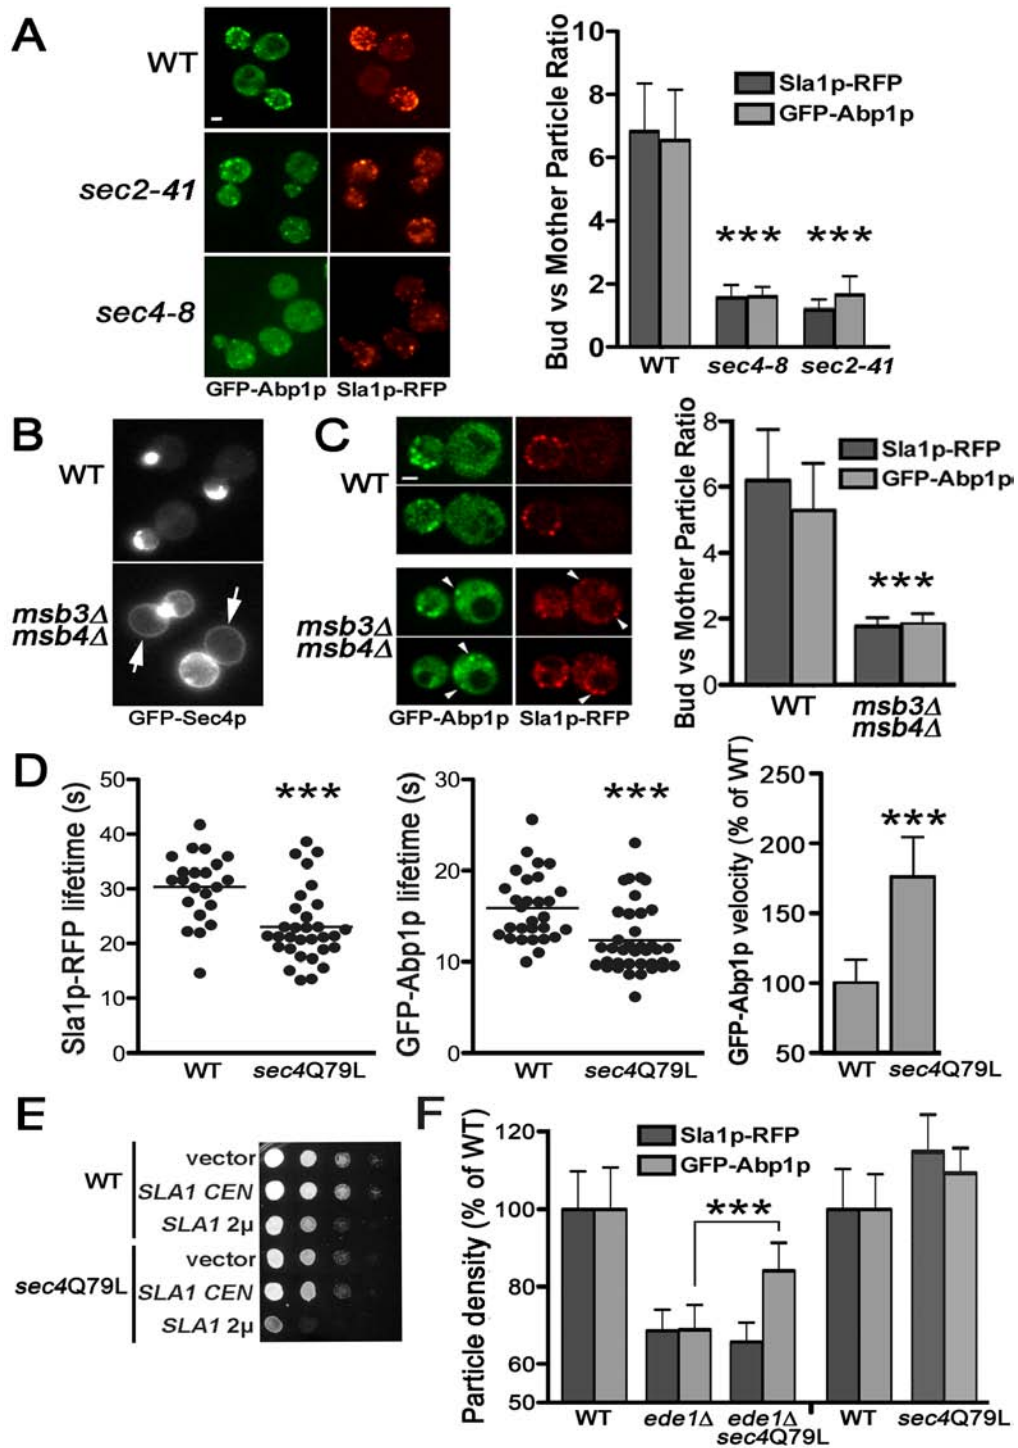 A
WT
sec2-41
sec4-8
GFP-Abp1p Sla1p-RFP
Bud vs Mother Particle Ratio
10
8
6
4
2
0
Sla1p-RFP
GFP-Abp1p
*** ***
WT sec4-8 sec2-41
B
WT
msb3Δ
msb4Δ
GFP-Sec4p
C
WT
msb3Δ
msb4Δ
GFP-Abp1p Sla1p-RFP
Bud vs Mother Particle Ratio
8
6
4
2
0
Sla1p-RFP
GFP-Abp1p
***
WT msb3Δ
msb4Δ
D
Sla1p-RFP lifetime (s)
50
40
30
20
10
0
***
WT sec4Q79L
GFP-Abp1p lifetime (s)
30
20
10
0
***
WT sec4Q79L
GFP-Abp1p velocity (% of WT)
250
200
150
100
50
***
WT sec4Q79L
E
WT
vector
SLA1 CEN
SLA1 2µ
sec4Q79L
vector
SLA1 CEN
SLA1 2µ
F
Particle density (% of WT)
120
100
80
60
50
Sla1p-RFP
GFP-Abp1p
***
WT ede1Δ ede1Δ WT sec4Q79L
sec4Q79L